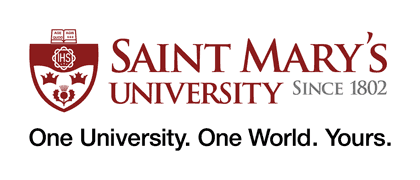 IHS
SAINT MARY'S
UNIVERSITY SINCE 1802
One University. One World. Yours.